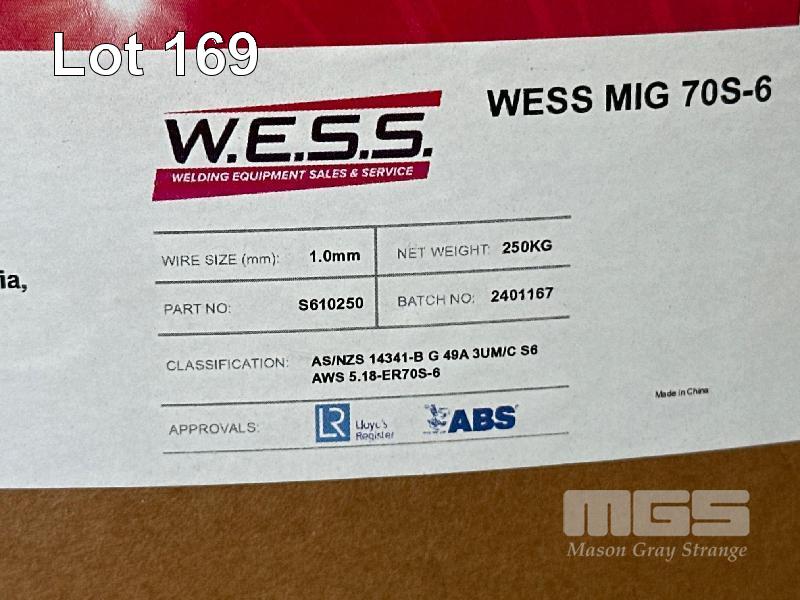 Lot 169
WESS MIG 70S-6
W.E.S.S.
WELDING EQUIPMENT SALES & SERVICE
WIRE SIZE (mm): 1.0mm NET WEIGHT: 250KG
ia,
PART NO: S610250 BATCH NO: 2401167
CLASSIFICATION: AS/NZS 14341-B G 49A 3UM/C S6
AWS 5.18-ER70S-6
Made in China
APPROVALS: LR Lloyd's Register ABS
MGS
Mason Gray Strange